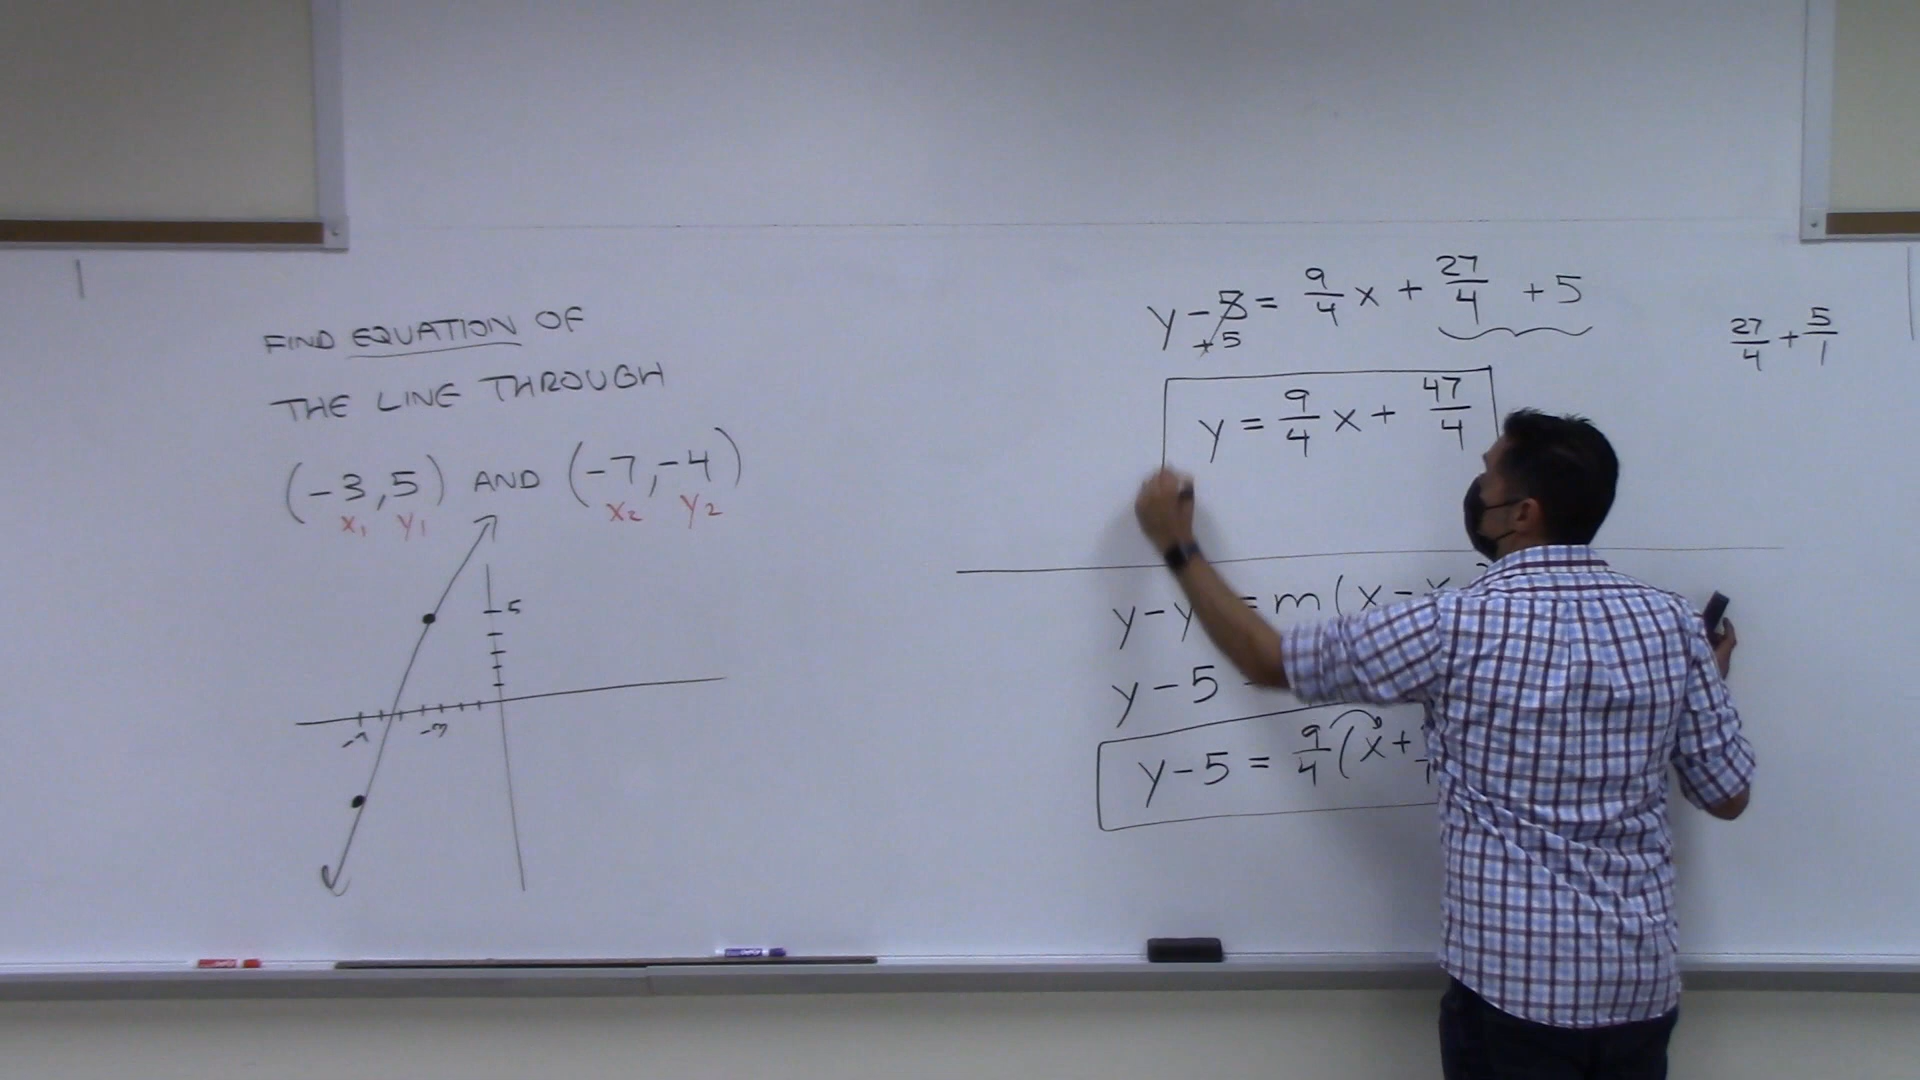 FIND EQUATION OF
THE LINE THROUGH
(-3,5) AND (-7,-4)
x₁ y₁ x₂ y₂
5
-7
y-5= 9/4 x + 27/4 +5
+5
27/4 + 5/1
y = 9/4 x + 47/4
y-y = m(x-x
y-5
y-5 = 9/4 (x+